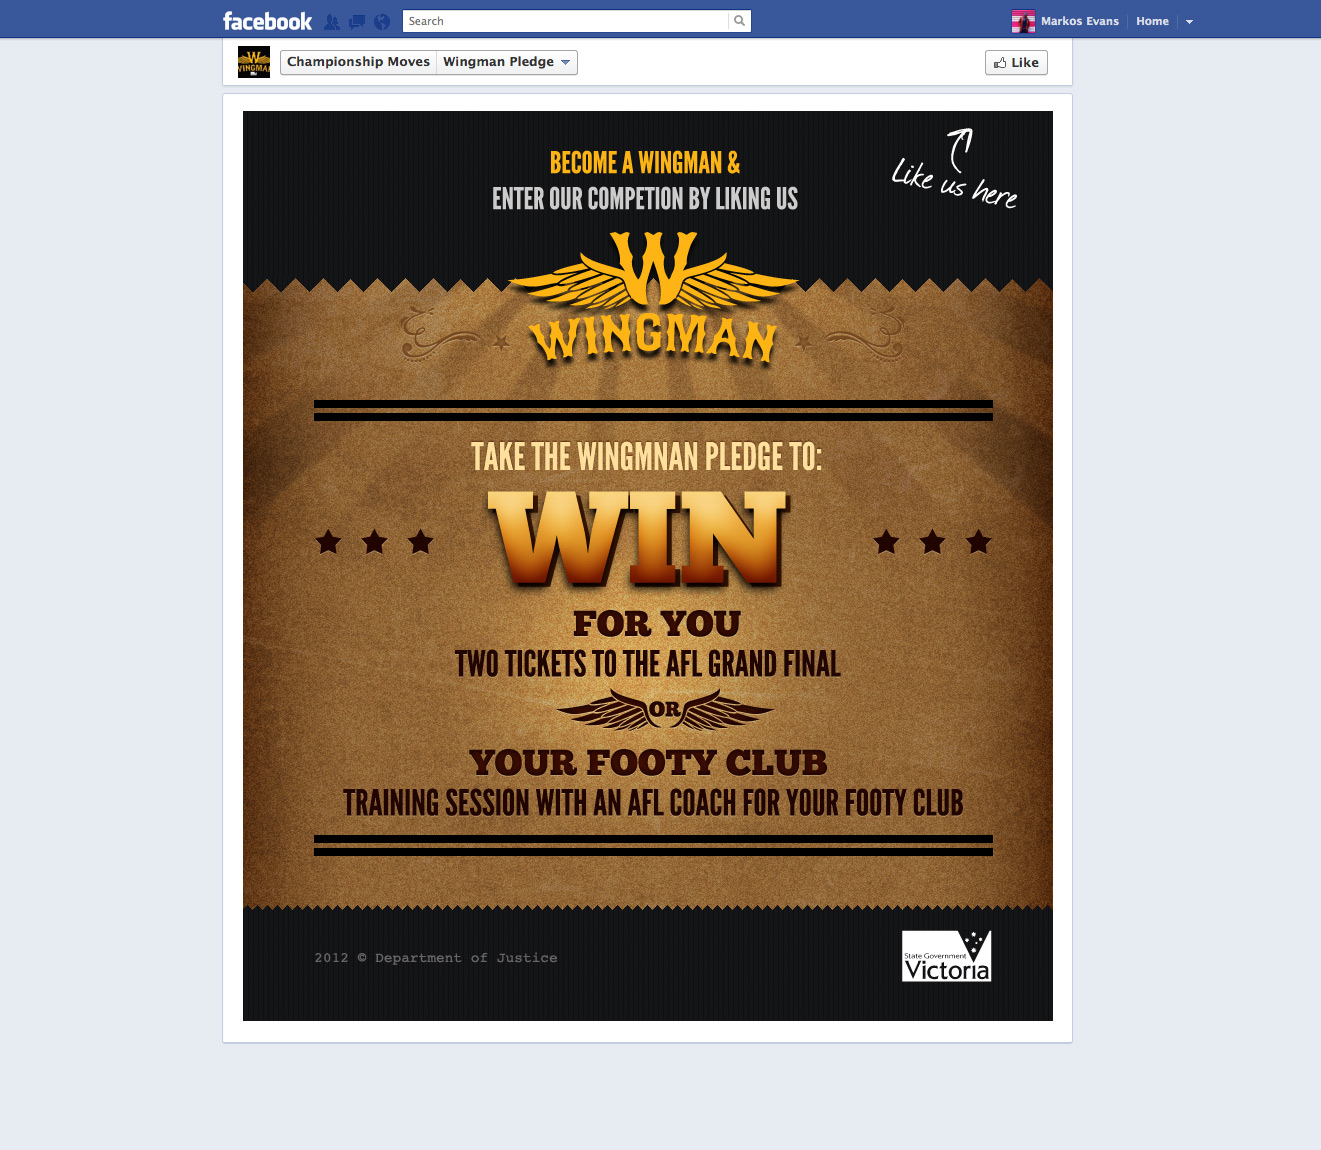 facebook
Search
Markos Evans
Home
WINGMAN
Championship Moves
Wingman Pledge
Like
BECOME A WINGMAN &
ENTER OUR COMPETION BY LIKING US
Like us here
W
WINGMAN
TAKE THE WINGMNAN PLEDGE TO:
WIN
FOR YOU
TWO TICKETS TO THE AFL GRAND FINAL
OR
YOUR FOOTY CLUB
TRAINING SESSION WITH AN AFL COACH FOR YOUR FOOTY CLUB
2012 © Department of Justice
State Government
Victoria